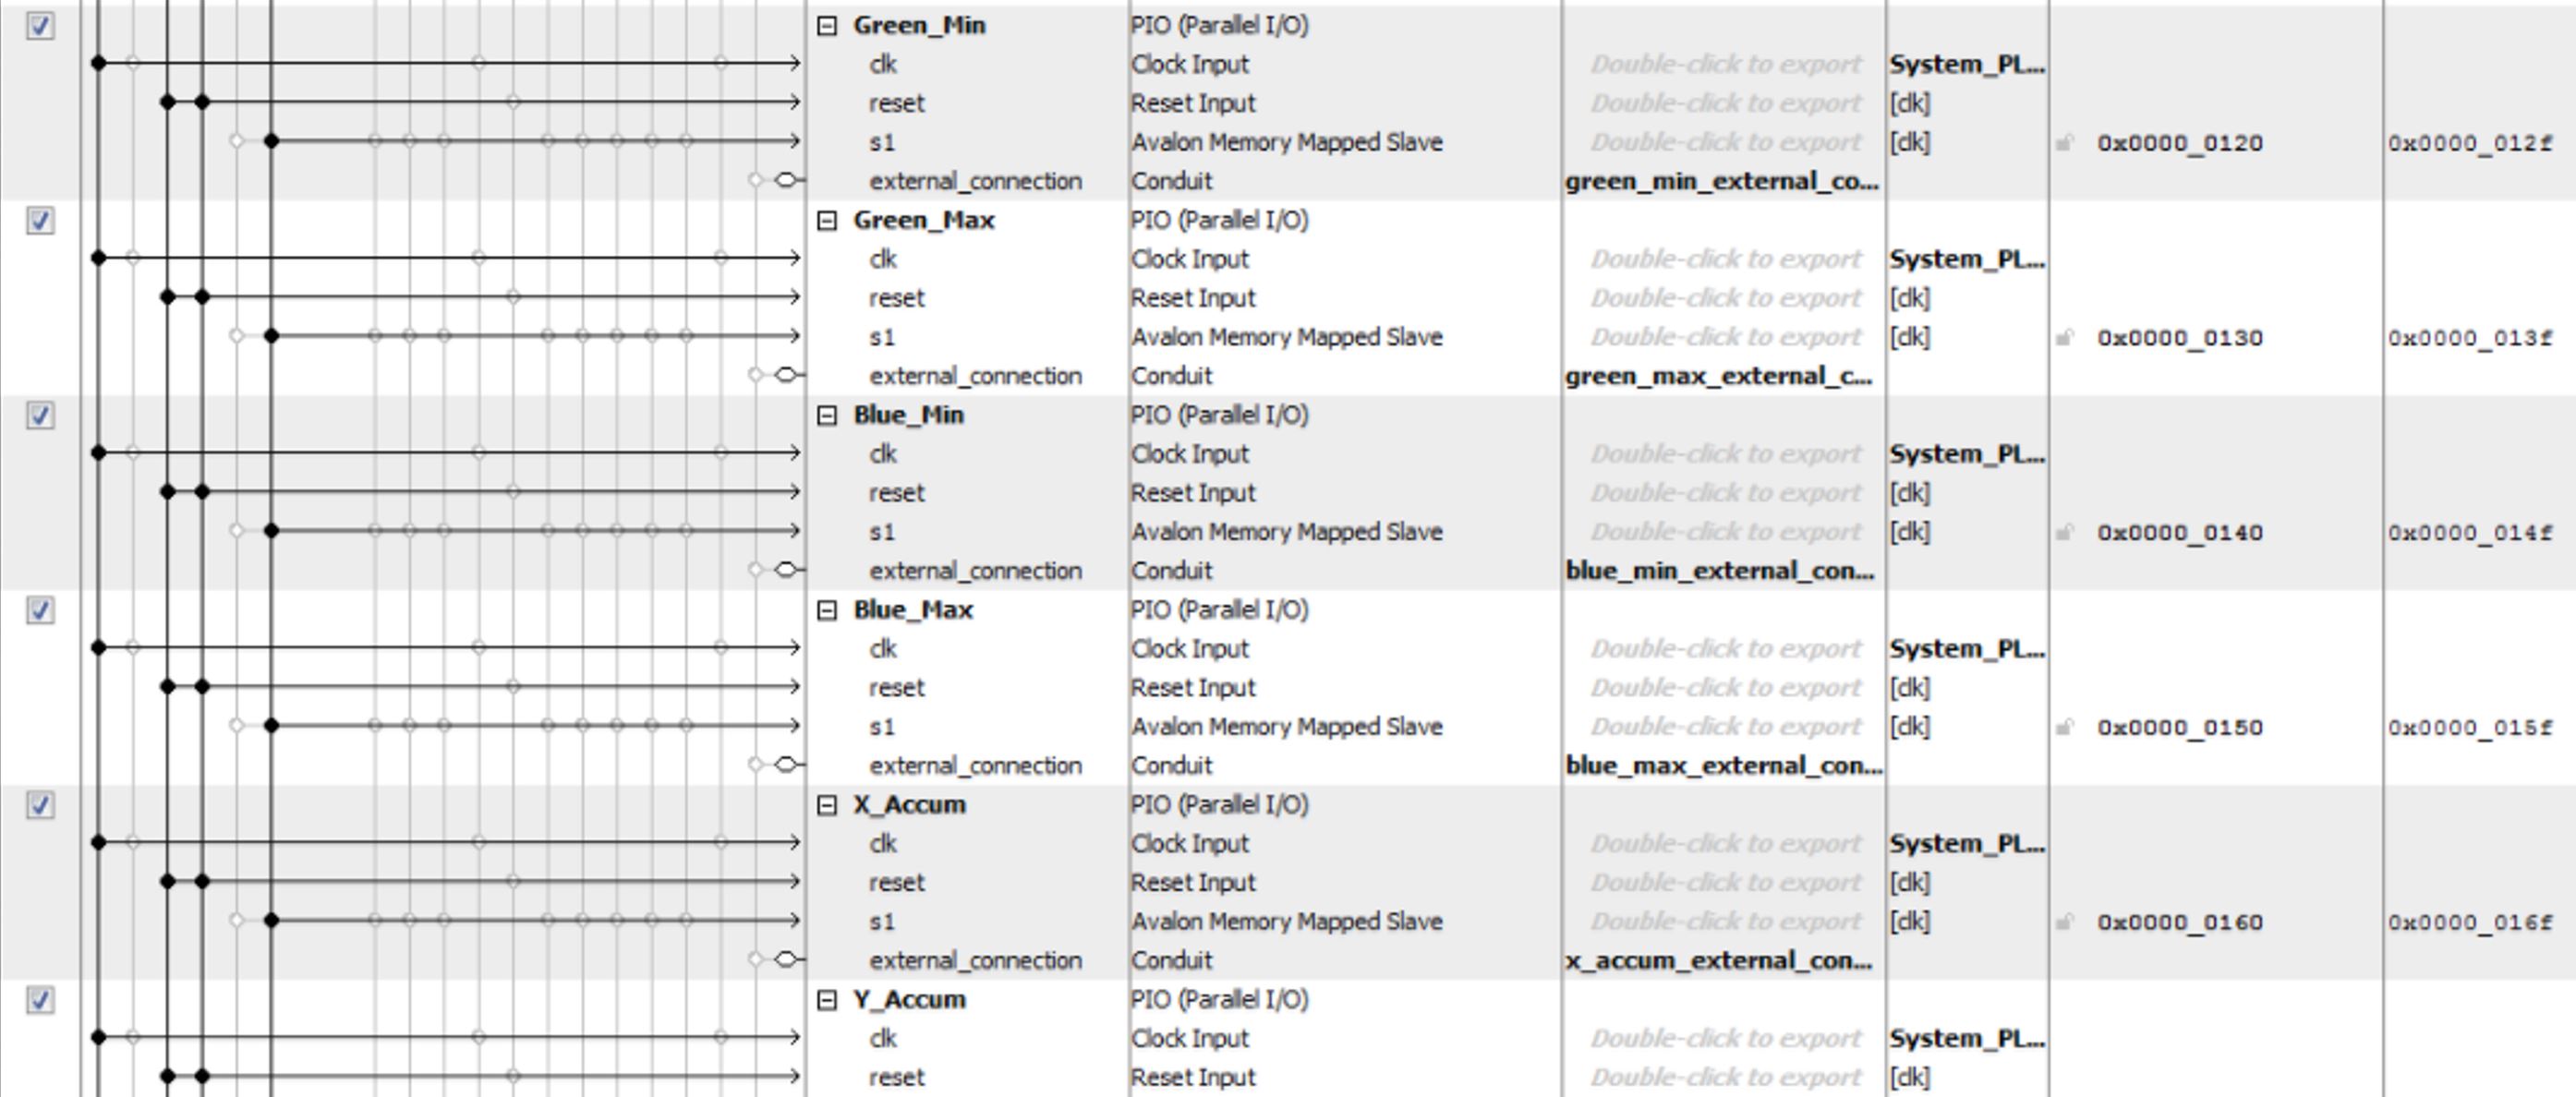 Green_Min PIO (Parallel I/O)
clk Clock Input Double-click to export System_PL...
reset Reset Input Double-click to export [clk]
s1 Avalon Memory Mapped Slave Double-click to export [clk] 0x0000_0120 0x0000_012f
external_connection Conduit green_min_external_co...
Green_Max PIO (Parallel I/O)
clk Clock Input Double-click to export System_PL...
reset Reset Input Double-click to export [clk]
s1 Avalon Memory Mapped Slave Double-click to export [clk] 0x0000_0130 0x0000_013f
external_connection Conduit green_max_external_c...
Blue_Min PIO (Parallel I/O)
clk Clock Input Double-click to export System_PL...
reset Reset Input Double-click to export [clk]
s1 Avalon Memory Mapped Slave Double-click to export [clk] 0x0000_0140 0x0000_014f
external_connection Conduit blue_min_external_con...
Blue_Max PIO (Parallel I/O)
clk Clock Input Double-click to export System_PL...
reset Reset Input Double-click to export [clk]
s1 Avalon Memory Mapped Slave Double-click to export [clk] 0x0000_0150 0x0000_015f
external_connection Conduit blue_max_external_con...
X_Accum PIO (Parallel I/O)
clk Clock Input Double-click to export System_PL...
reset Reset Input Double-click to export [clk]
s1 Avalon Memory Mapped Slave Double-click to export [clk] 0x0000_0160 0x0000_016f
external_connection Conduit x_accum_external_con...
Y_Accum PIO (Parallel I/O)
clk Clock Input Double-click to export System_PL...
reset Reset Input Double-click to export [clk]